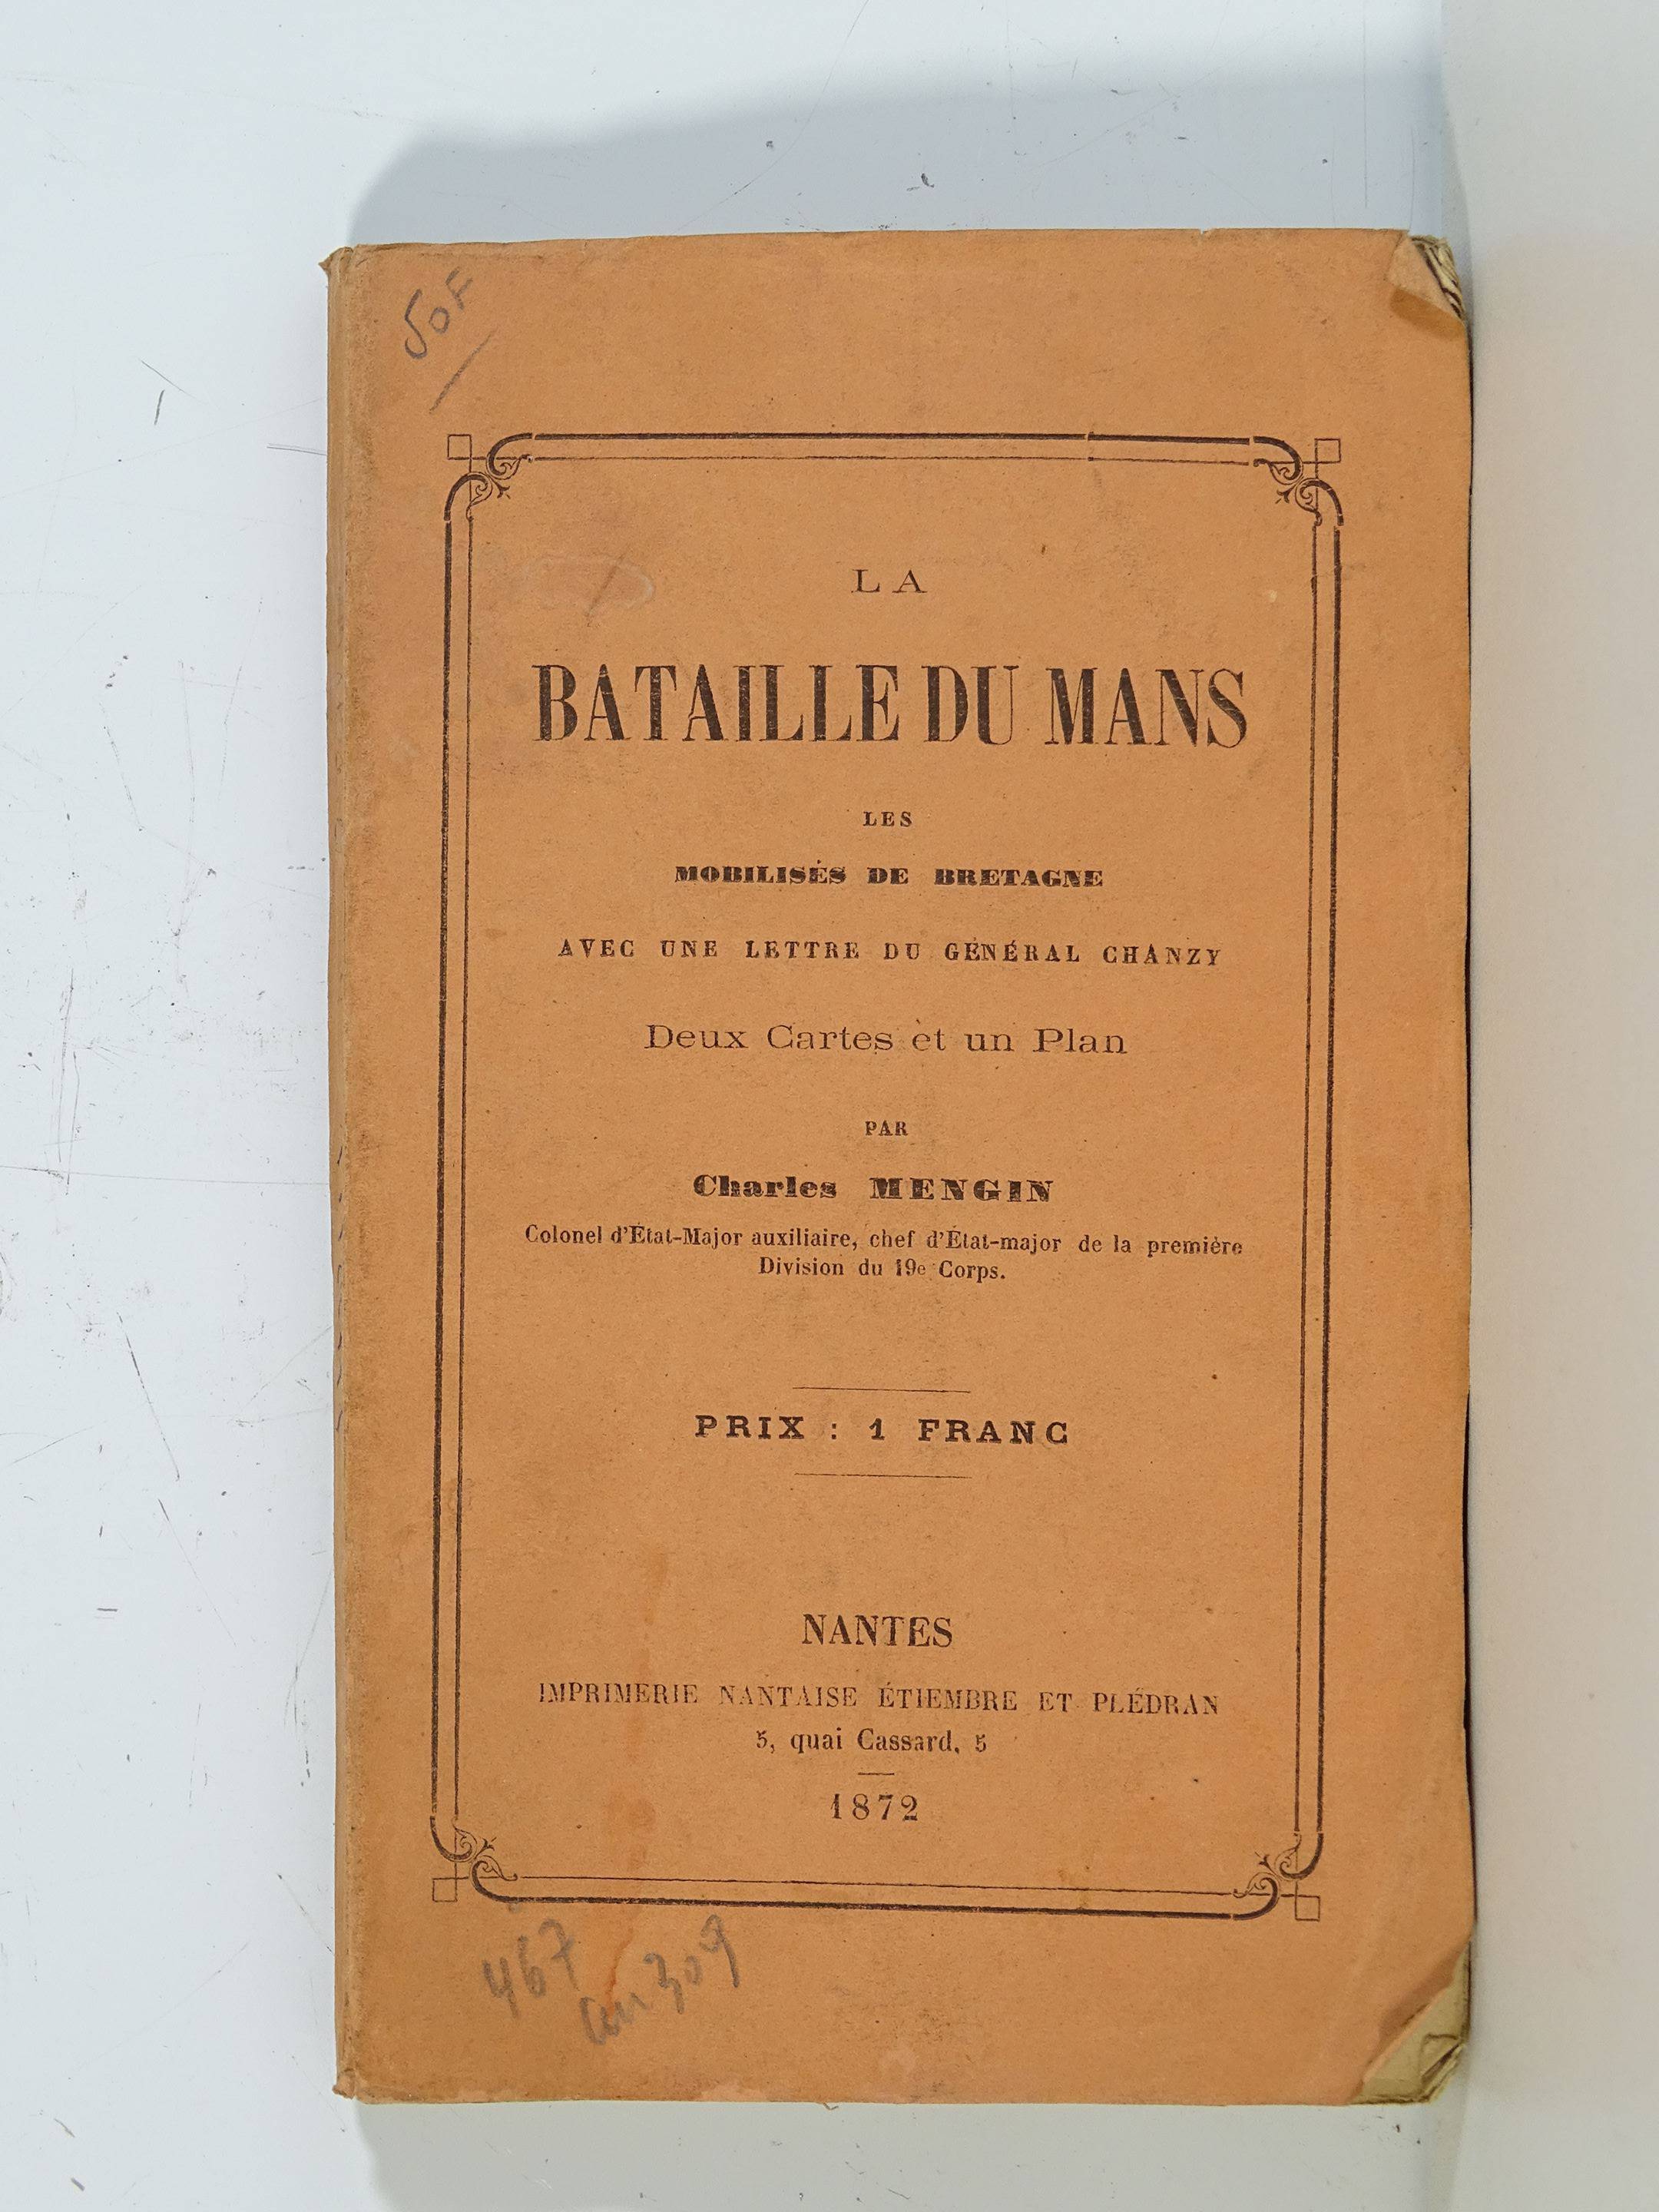 50F
LA
BATAILLE DU MANS
LES
MOBILISÉS DE BRETAGNE
AVEC UNE LETTRE DU GÉNÉRAL CHANZY
Deux Cartes et un Plan
PAR
Charles MENGIN
Colonel d'État-Major auxiliaire, chef d'État-major de la première
Division du 19e Corps.
PRIX : 1 FRANC
NANTES
IMPRIMERIE NANTAISE ÉTIEMBRE ET PLÉDRAN
5, quai Cassard, 5
1872
467
309